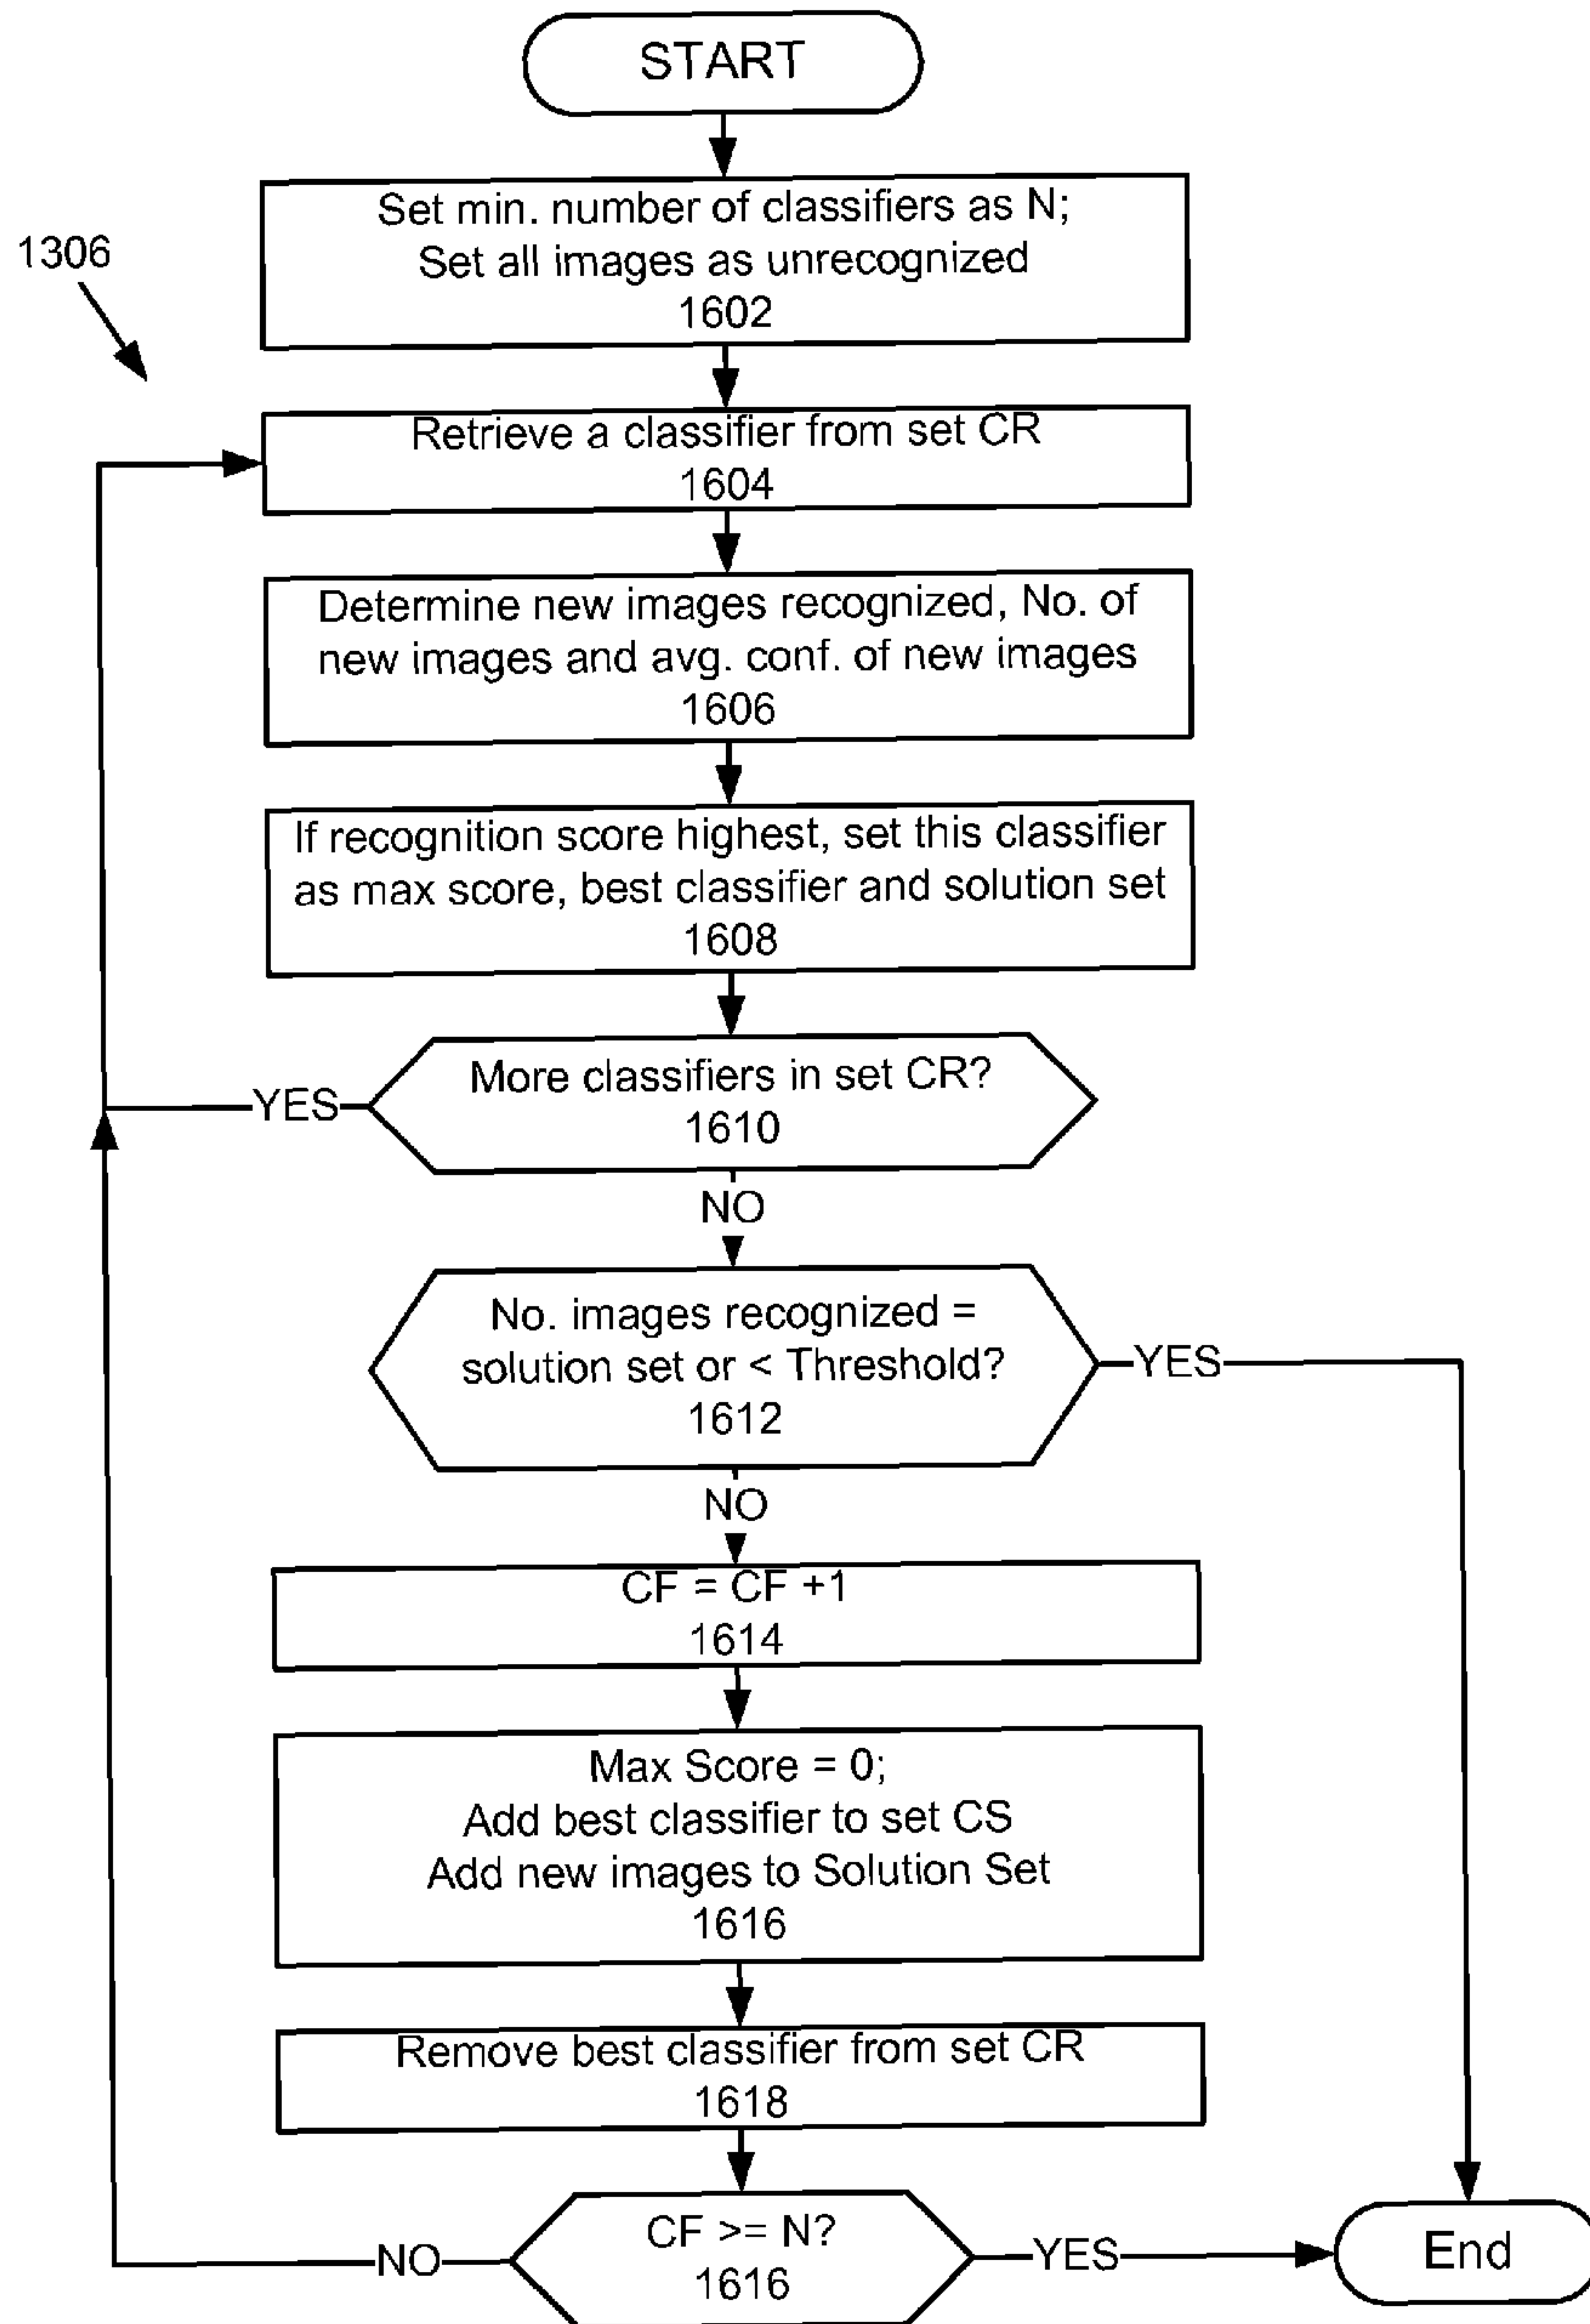 START
Set min. number of classifiers as N;
Set all images as unrecognized
1602
1306
Retrieve a classifier from set CR
1604
Determine new images recognized, No. of
new images and avg. conf. of new images
1606
If recognition score highest, set this classifier
as max score, best classifier and solution set
1608
More classifiers in set CR?
1610
YES
NO
No. images recognized =
solution set or < Threshold?
1612
YES
NO
CF = CF +1
1614
Max Score = 0;
Add best classifier to set CS
Add new images to Solution Set
1616
Remove best classifier from set CR
1618
CF >= N?
1616
NO
YES
End